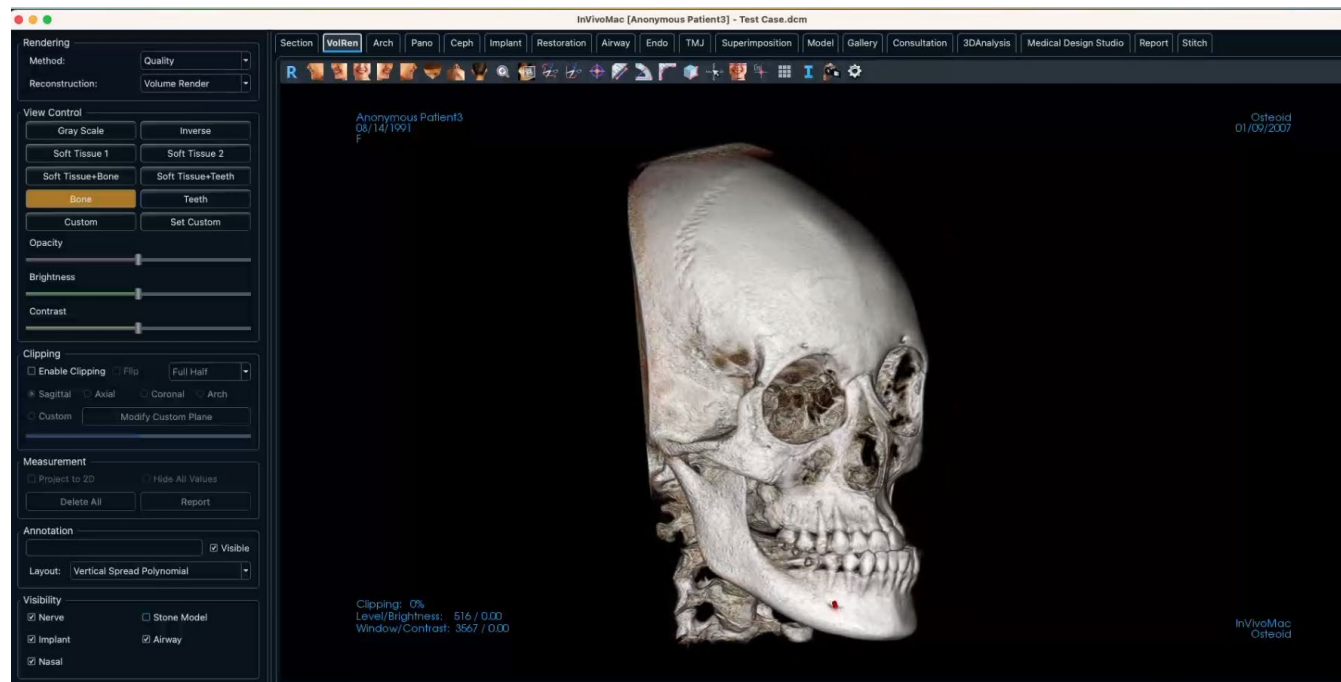 InVivoMac [Anonymous Patient3] - Test Case.dcm
Section VolRen Arch Pano Ceph Implant Restoration Airway Endo TMJ Superimposition Model Gallery Consultation 3DAnalysis Medical Design Studio Report Stitch
R I
Rendering
Method: Quality
Reconstruction: Volume Render
View Control
Gray Scale Inverse
Soft Tissue 1 Soft Tissue 2
Soft Tissue+Bone Soft Tissue+Teeth
Bone Teeth
Custom Set Custom
Opacity
Brightness
Contrast
Clipping
Enable Clipping Flip Full Half
Sagittal Axial Coronal Arch
Custom Modify Custom Plane
Measurement
Project to 2D Hide All Values
Delete All Report
Annotation
Visible
Layout: Vertical Spread Polynomial
Visibility
Nerve Stone Model
Implant Airway
Nasal
Anonymous Patient3
08/14/1991
F
Osteoid
01/09/2007
Clipping: 0%
Level/Brightness: 516 / 0.00
Window/Contrast: 3567 / 0.00
InVivoMac
Osteoid